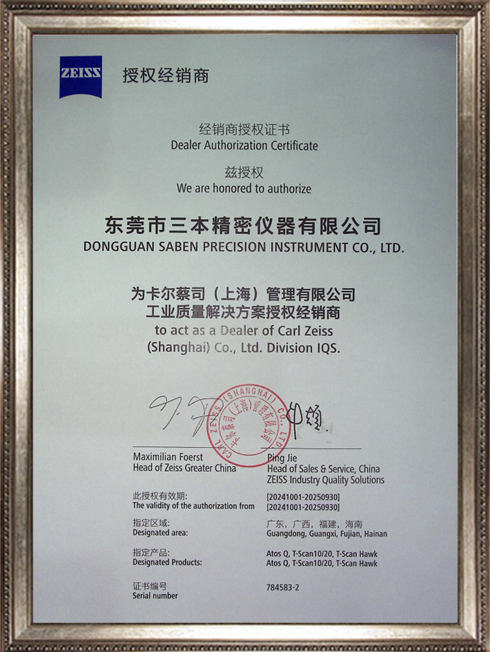 ZEISS 授权经销商
经销商授权证书
Dealer Authorization Certificate
兹授权
We are honored to authorize
东莞市三本精密仪器有限公司
DONGGUAN SABEN PRECISION INSTRUMENT CO., LTD.
为卡尔蔡司（上海）管理有限公司
工业质量解决方案授权经销商
to act as a Dealer of Carl Zeiss
(Shanghai) Co., Ltd. Division IQS.
CARL ZEISS (SHANGHAI) CO., LTD.
Maximilian Foerst
Head of Zeiss Greater China
Ping Jie
Head of Sales & Service, China
ZEISS Industry Quality Solutions
此授权有效期: [20241001-20250930]
The validity of the authorization from [20241001-20250930]
指定区域: 广东，广西，福建，海南
Designated area: Guangdong, Guangxi, Fujian, Hainan
指定产品: Atos Q, T-Scan10/20, T-Scan Hawk
Designated Products: Atos Q, T-Scan10/20, T-Scan Hawk
证书编号 784583-2
Serial number